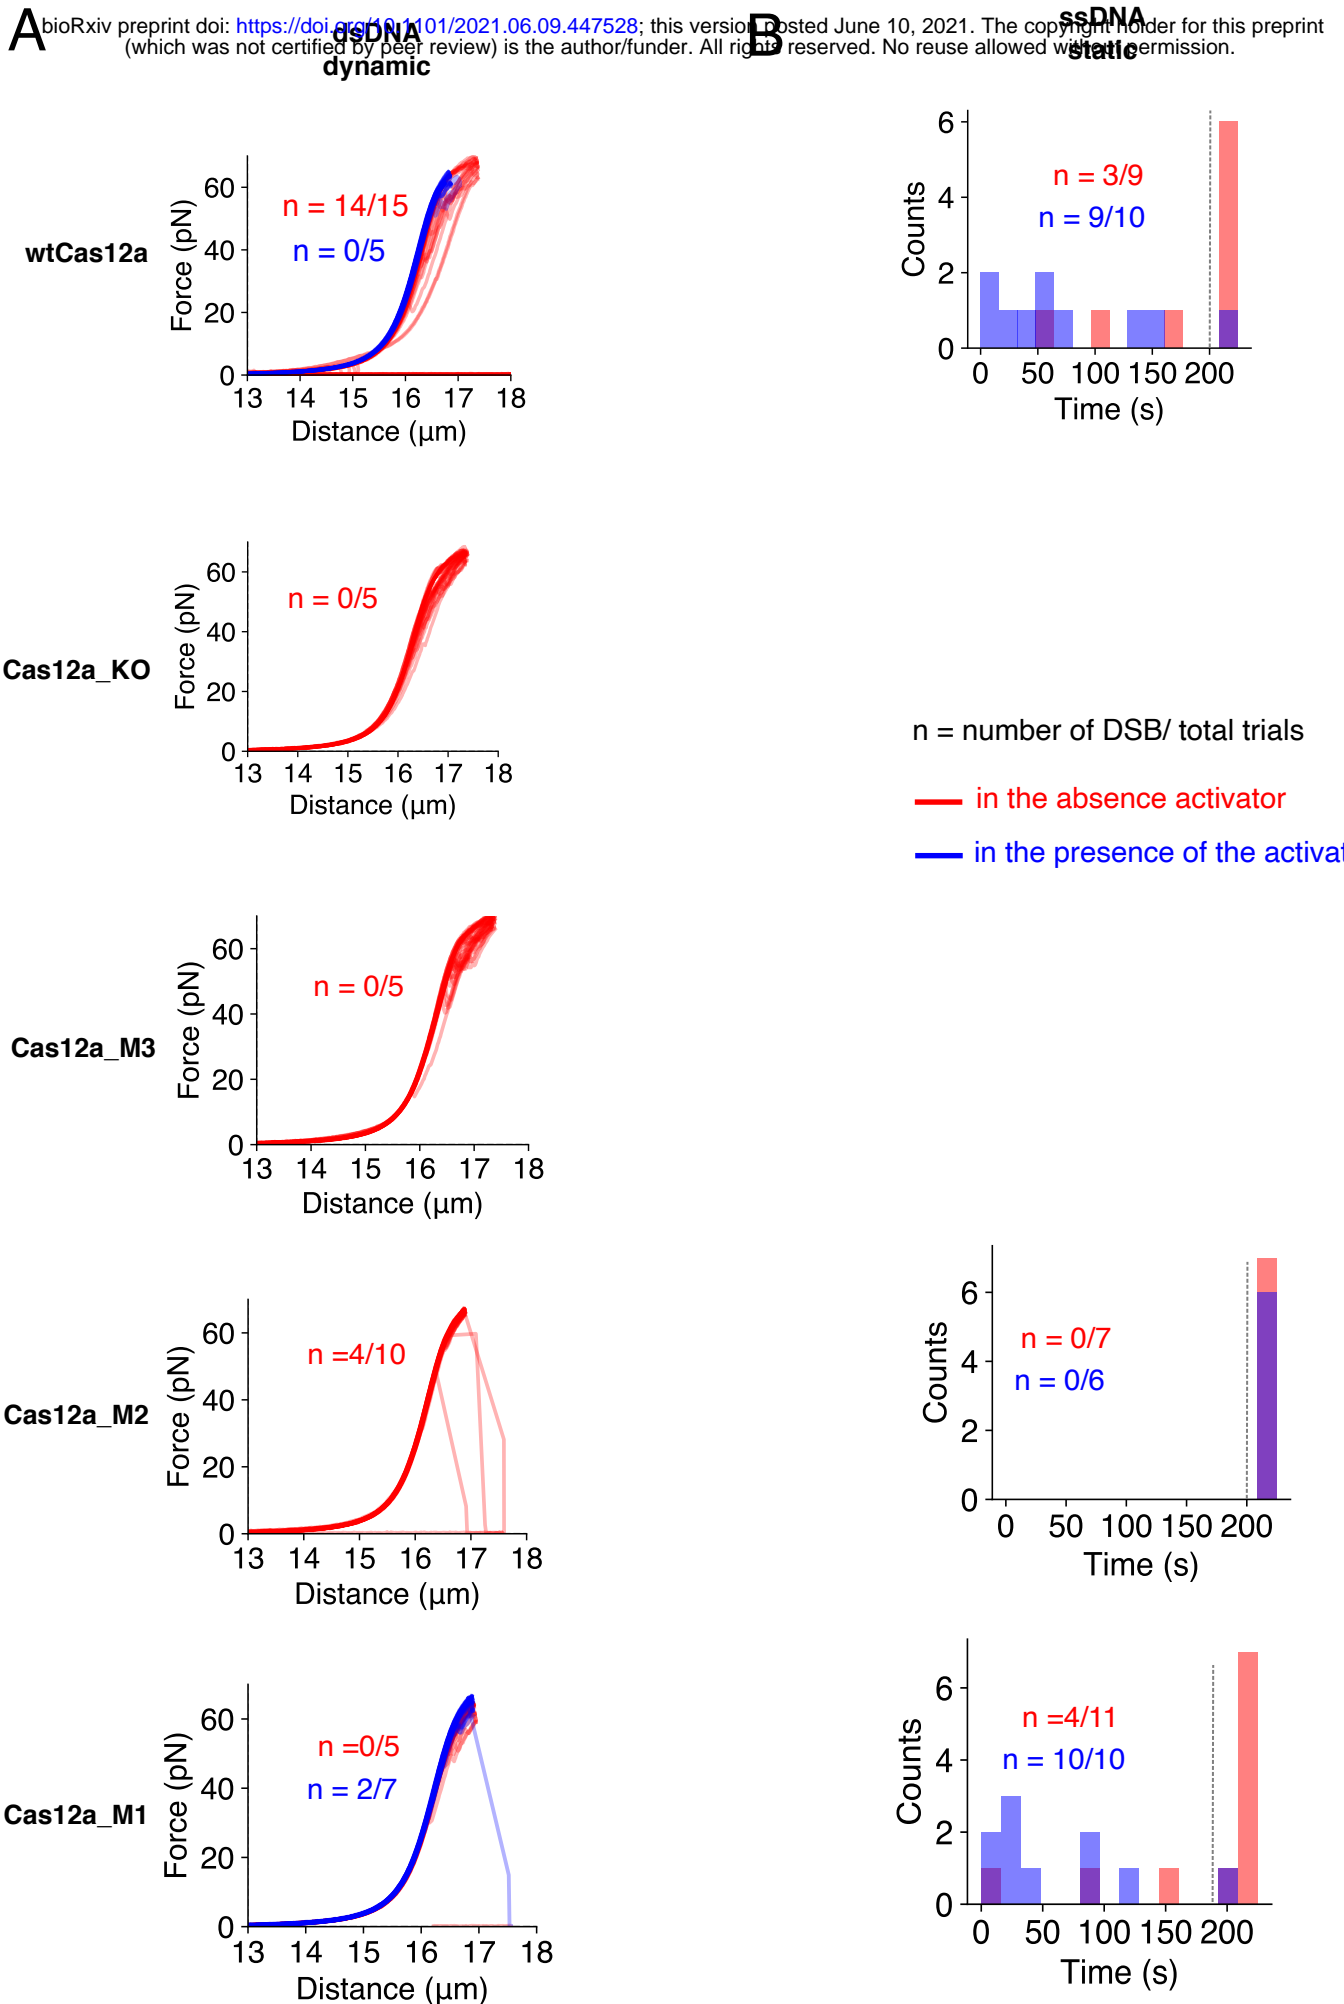 A
bioRxiv preprint doi: https://doi.org/10.1101/2021.06.09.447528; this version posted June 10, 2021. The copyright holder for this preprint
(which was not certified by peer review) is the author/funder. All rights reserved. No reuse allowed without permission.
dsDNA
dynamic
B
ssDNA
static
wtCas12a
Force (pN)
60
40
20
0
n = 14/15
n = 0/5
13 14 15 16 17 18
Distance (µm)
Counts
6
4
2
0
n = 3/9
n = 9/10
0 50 100 150 200
Time (s)
Cas12a_KO
Force (pN)
60
40
20
0
n = 0/5
13 14 15 16 17 18
Distance (µm)
n = number of DSB/ total trials
in the absence activator
in the presence of the activat
Cas12a_M3
Force (pN)
60
40
20
0
n = 0/5
13 14 15 16 17 18
Distance (µm)
Cas12a_M2
Force (pN)
60
40
20
0
n =4/10
13 14 15 16 17 18
Distance (µm)
Counts
6
4
2
0
n = 0/7
n = 0/6
0 50 100 150 200
Time (s)
Cas12a_M1
Force (pN)
60
40
20
0
n =0/5
n = 2/7
13 14 15 16 17 18
Distance (µm)
Counts
6
4
2
0
n =4/11
n = 10/10
0 50 100 150 200
Time (s)